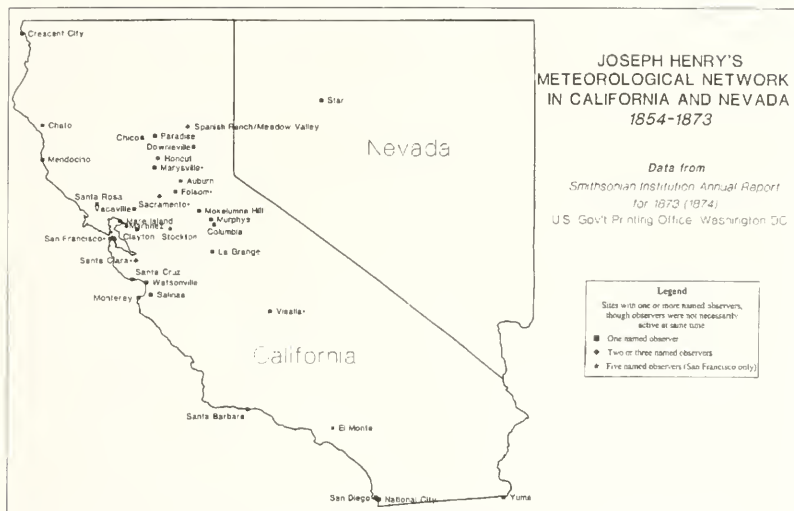 JOSEPH HENRY'S
METEOROLOGICAL NETWORK
IN CALIFORNIA AND NEVADA
1854-1873
Data from
Smithsonian Institution Annual Report
for 1873 (1874)
U.S. Gov't Printing Office, Washington DC
Legend
Sites with one or more named observers,
though observers were not necessarily
active at same time
One named observer
Two or three named observers
Five named observers (San Francisco only)
Crescent City
Star
Nevada
Chalo
Spanish Ranch/Meadow Valley
Chico
Paradise
Downieville
Mendocino
Honcut
Marysville
Auburn
Folsom
Santa Rosa
Sacramento
Vacaville
Mokelumne Hill
Mare Island
Murphys
Martinez
Columbia
San Francisco
Clayton
Stockton
La Grange
Santa Clara
Santa Cruz
Watsonville
Monterey
Salinas
Visalia
California
Santa Barbara
El Monte
San Diego
National City
Yuma